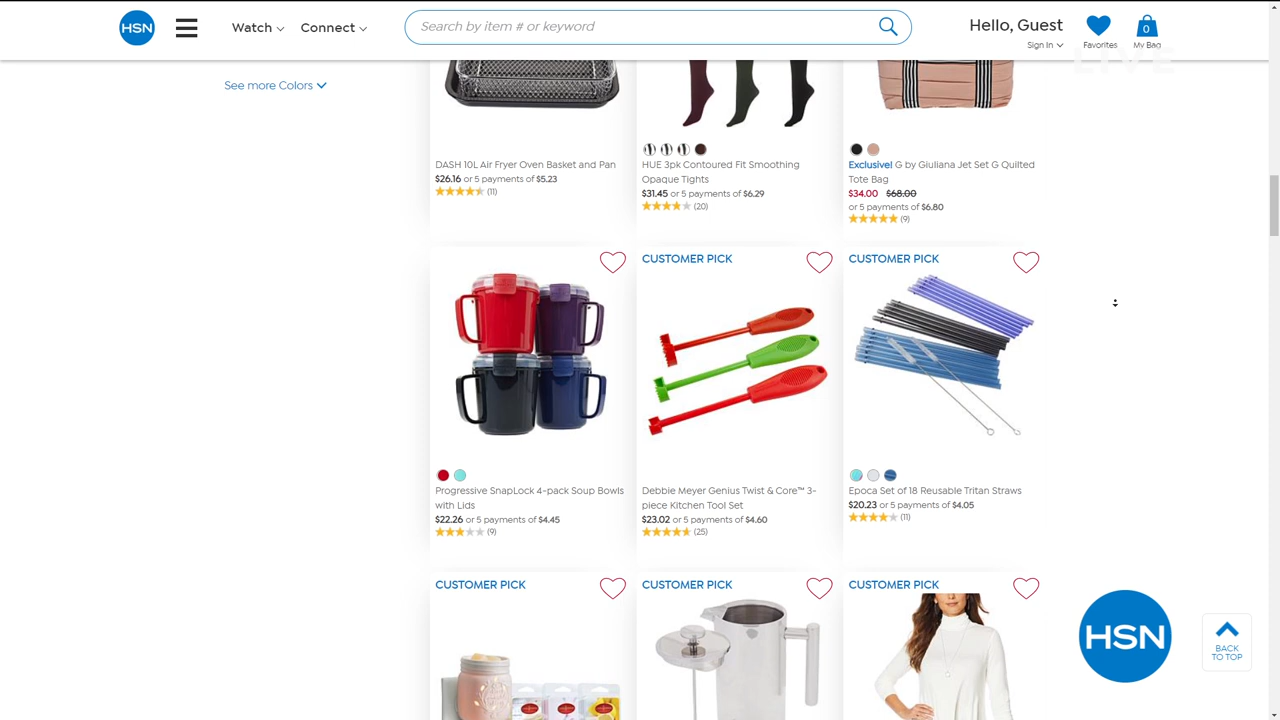 HSN
Watch
Connect
Search by item # or keyword
Hello, Guest
Sign In
Favorites
0
My Bag
LIVE
See more Colors
DASH 10L Air Fryer Oven Basket and Pan
$26.16 or 5 payments of $5.23
(11)
HUE 3pk Contoured Fit Smoothing
Opaque Tights
$31.45 or 5 payments of $6.29
(20)
Exclusive! G by Giuliana Jet Set G Quilted
Tote Bag
$34.00 $68.00
or 5 payments of $6.80
(9)
Progressive SnapLock 4-pack Soup Bowls
with Lids
$22.26 or 5 payments of $4.45
(9)
CUSTOMER PICK
Debbie Meyer Genius Twist & Core™ 3-
piece Kitchen Tool Set
$23.02 or 5 payments of $4.60
(25)
CUSTOMER PICK
Epoca Set of 18 Reusable Tritan Straws
$20.23 or 5 payments of $4.05
(11)
CUSTOMER PICK
CUSTOMER PICK
CUSTOMER PICK
HSN
BACK
TO TOP